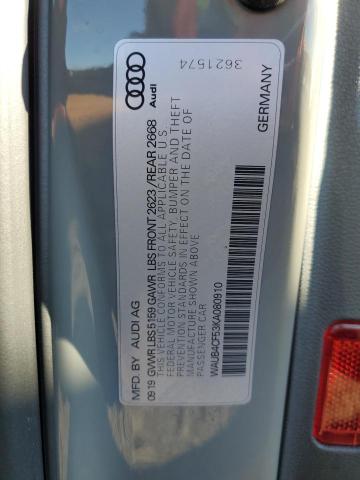 Audi
3621574
MFD. BY AUDI AG
GERMANY
09.19 GVWR LBS 5159 GAWR LBS FRONT 2623 / REAR 2668
THIS VEHICLE CONFORMS TO ALL APPLICABLE U S
FEDERAL MOTOR VEHICLE SAFETY, BUMPER AND THEFT
PREVENTION STANDARDS IN EFFECT ON THE DATE OF
MANUFACTURE SHOWN ABOVE.
PASSENGER CAR
WAUB4CF53KA080910